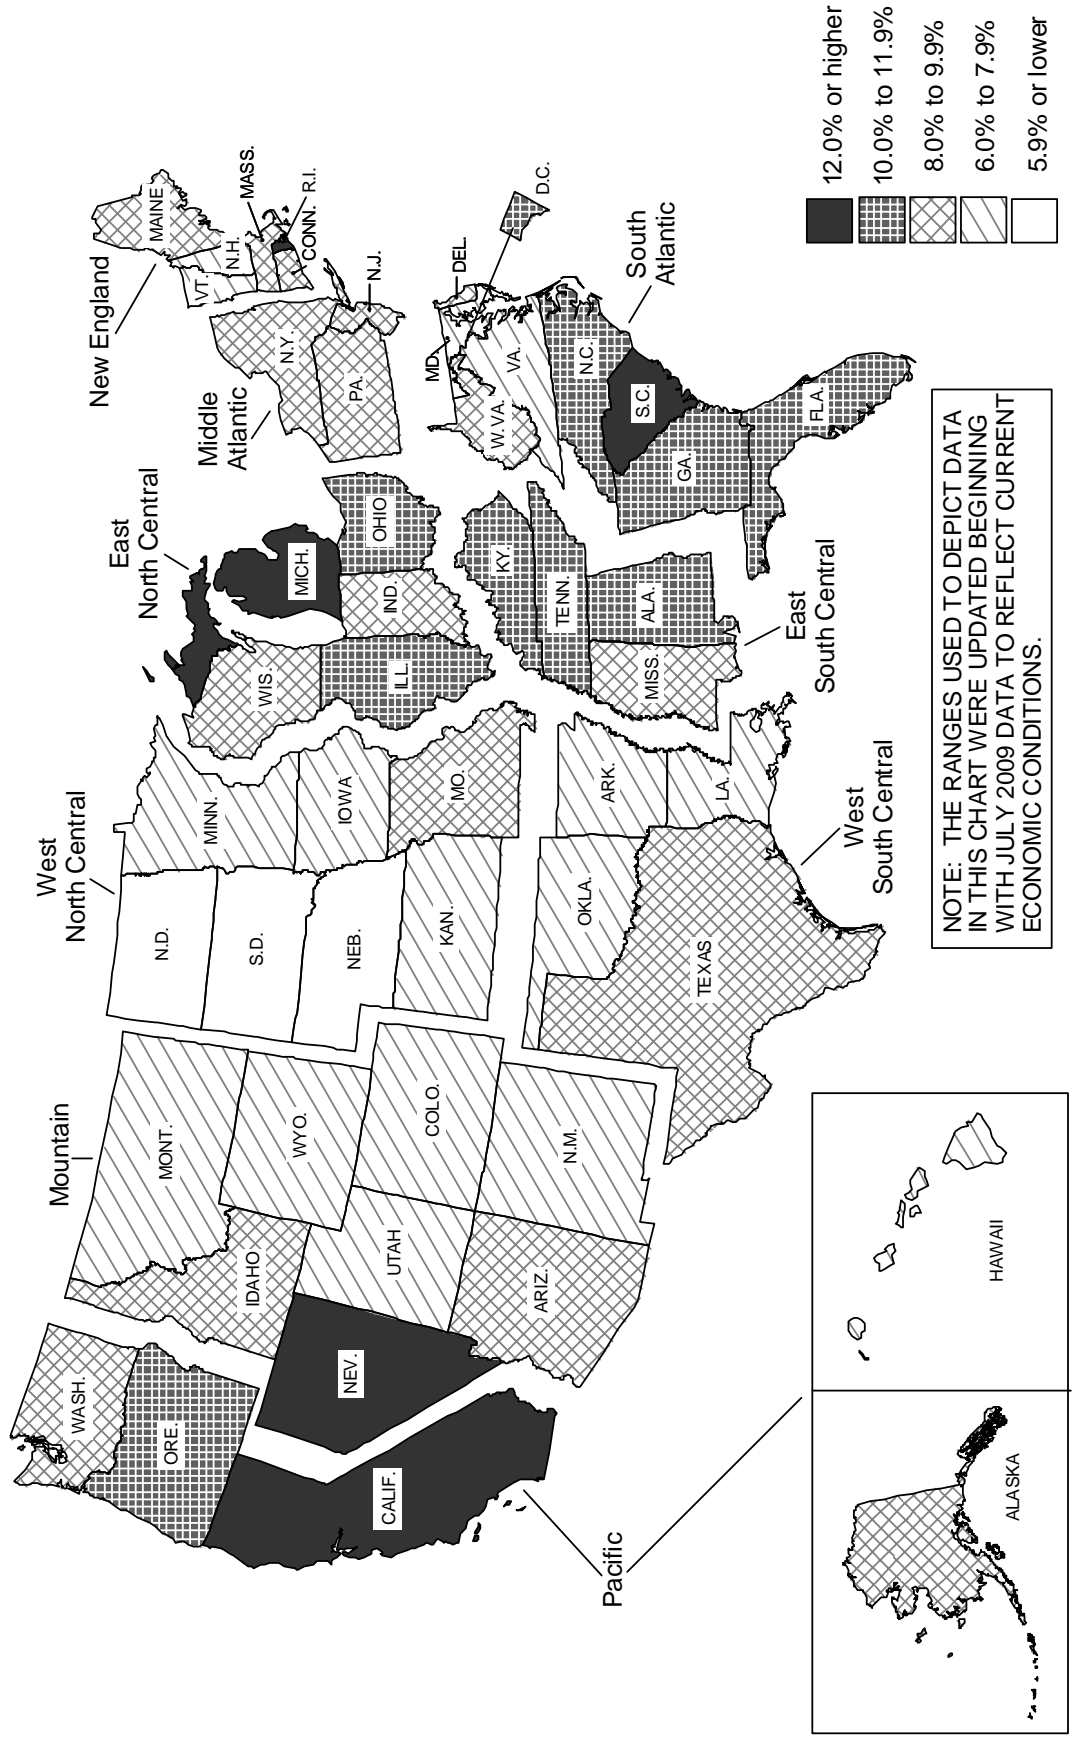 WASH.
ORE.
CALIF.
NEV.
Pacific
Mountain
IDAHO
MONT.
WYO.
UTAH
COLO.
ARIZ.
N.M.
West
North Central
N.D.
S.D.
NEB.
KAN.
MINN.
IOWA
MO.
West
South Central
OKLA.
TEXAS
ARK.
LA.
East
North Central
WIS.
MICH.
ILL.
IND.
OHIO
East
South Central
KY.
TENN.
MISS.
ALA.
Middle
Atlantic
N.Y.
PA.
N.J.
New England
MAINE
VT.
N.H.
MASS.
R.I.
CONN.
South
Atlantic
DEL.
MD.
D.C.
W.VA.
VA.
N.C.
S.C.
GA.
FLA.
ALASKA
HAWAII
NOTE: THE RANGES USED TO DEPICT DATA
IN THIS CHART WERE UPDATED BEGINNING
WITH JULY 2009 DATA TO REFLECT CURRENT
ECONOMIC CONDITIONS.
12.0% or higher
10.0% to 11.9%
8.0% to 9.9%
6.0% to 7.9%
5.9% or lower